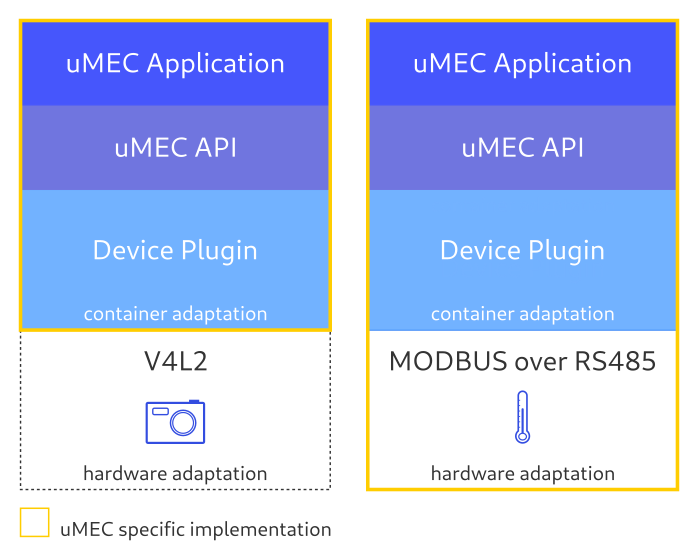 uMEC Application
uMEC API
Device Plugin
container adaptation
V4L2
hardware adaptation
uMEC Application
uMEC API
Device Plugin
container adaptation
MODBUS over RS485
hardware adaptation
uMEC specific implementation